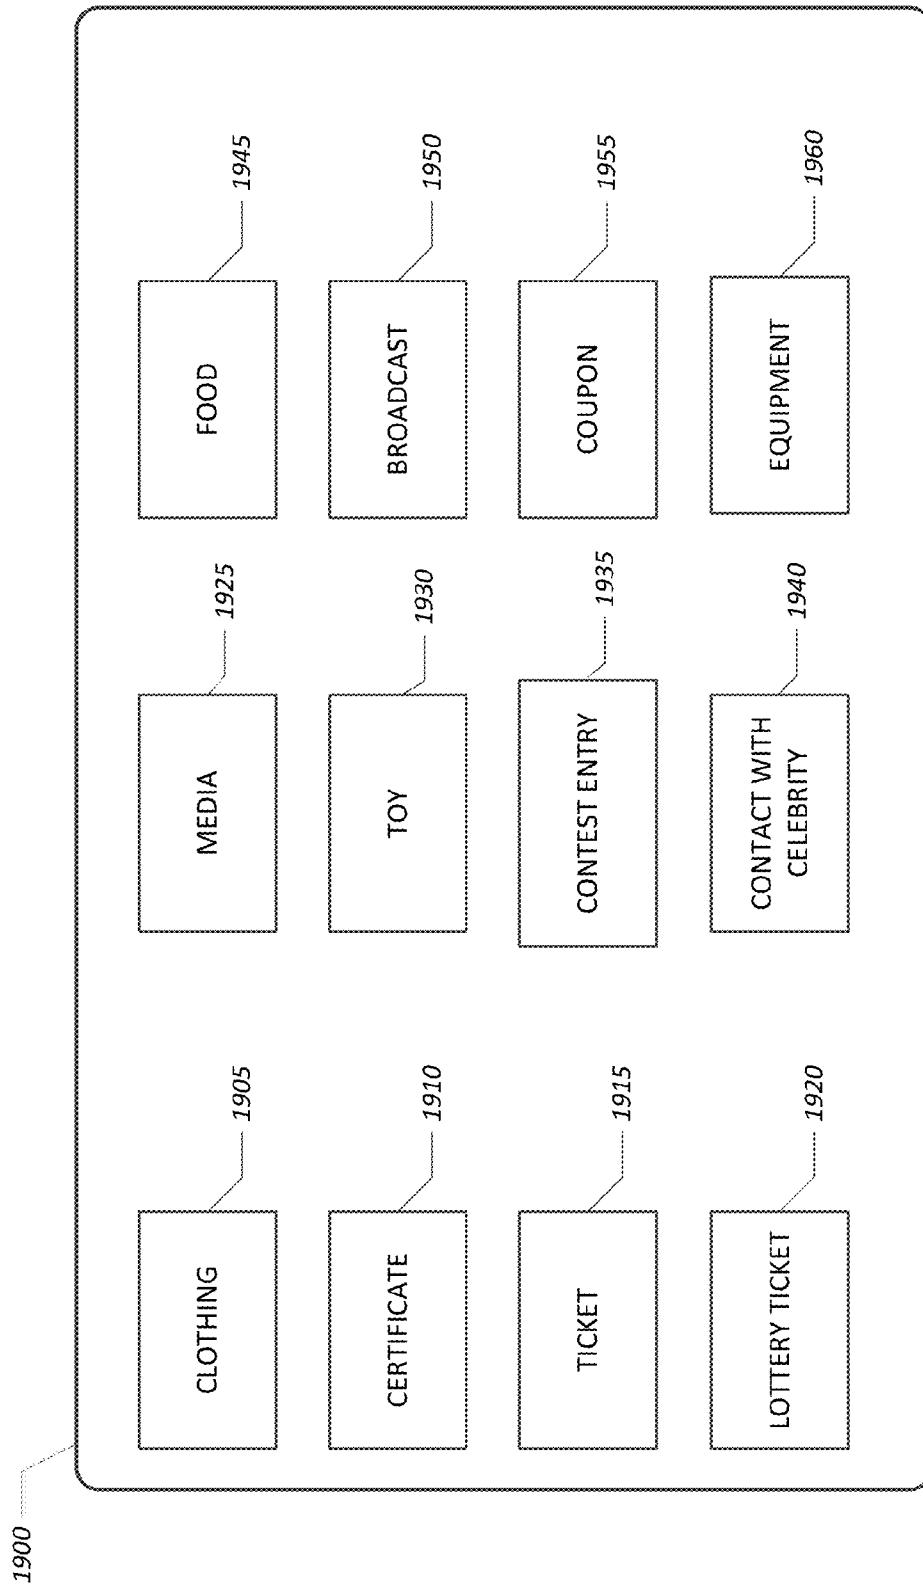 1900
CLOTHING
1905
CERTIFICATE
1910
TICKET
1915
LOTTERY TICKET
1920
MEDIA
1925
TOY
1930
CONTEST ENTRY
1935
CONTACT WITH
CELEBRITY
1940
FOOD
1945
BROADCAST
1950
COUPON
1955
EQUIPMENT
1960